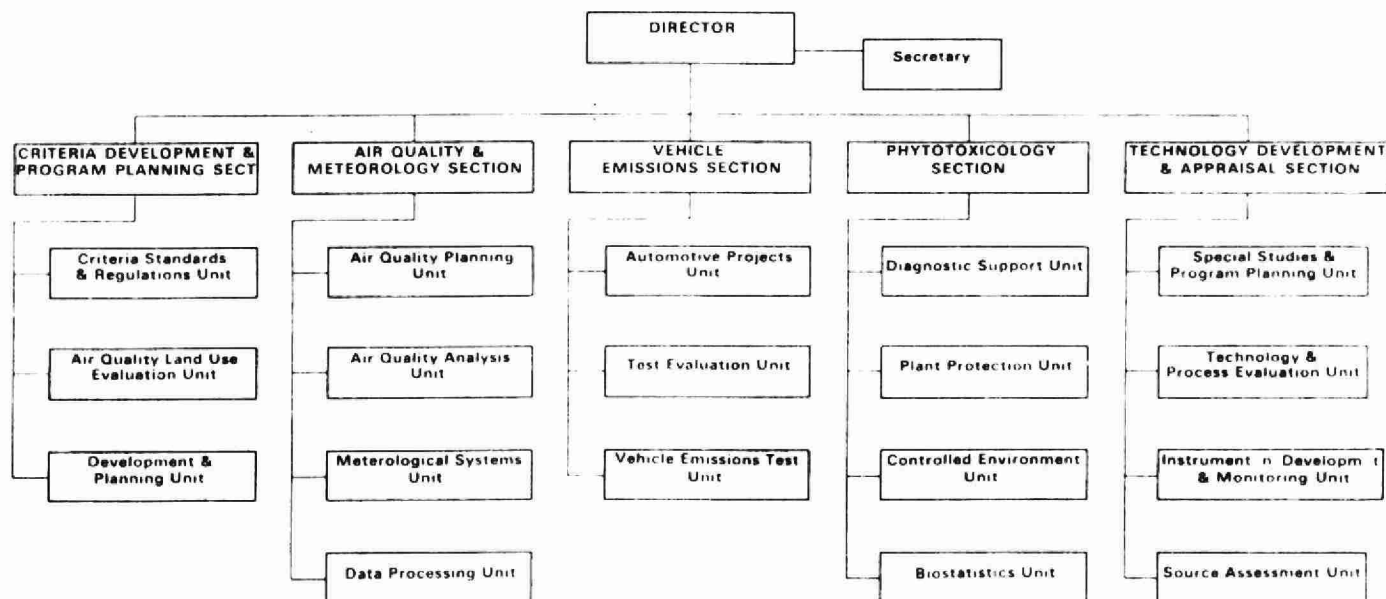 DIRECTOR
Secretary
CRITERIA DEVELOPMENT &
PROGRAM PLANNING SECT
AIR QUALITY &
METEOROLOGY SECTION
VEHICLE
EMISSIONS SECTION
PHYTOTOXICOLOGY
SECTION
TECHNOLOGY DEVELOPMENT
& APPRAISAL SECTION
Criteria Standards
& Regulations Unit
Air Quality Land Use
Evaluation Unit
Development &
Planning Unit
Air Quality Planning
Unit
Air Quality Analysis
Unit
Meterological Systems
Unit
Data Processing Unit
Automotive Projects
Unit
Test Evaluation Unit
Vehicle Emissions Test
Unit
Diagnostic Support Unit
Plant Protection Unit
Controlled Environment
Unit
Biostatistics Unit
Special Studies &
Program Planning Unit
Technology &
Process Evaluation Unit
& Monitoring Unit
Source Assessment Unit